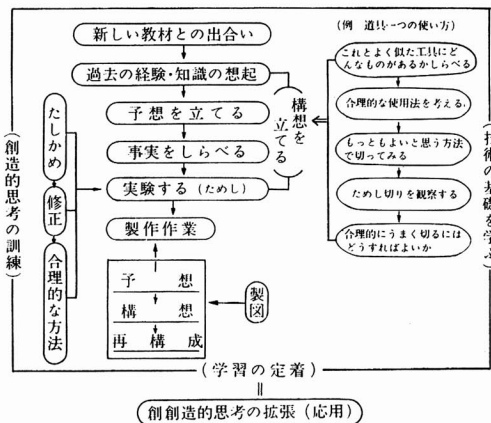 新しい教材との出合い
過去の経験・知識の想起
予想を立てる
事実をしらべる
実験する(ためし)
製作作業
構想を
立てる
(例 道具一つの使い方)
これとよく似た工具にど
んなものがあるかしらべる
合理的な使用法を考える.
もっともよいと思う方法
で切ってみる
ためし切りを観察する
合理的にうまく切るには
どうすればよいか
(技術の基礎を学ぶ)
(創造的思考の訓練)
たしかめ
修正
合理的な方法
予想
構想
再構成
製図
(学習の定着)
創創造的思考の拡張(応用)